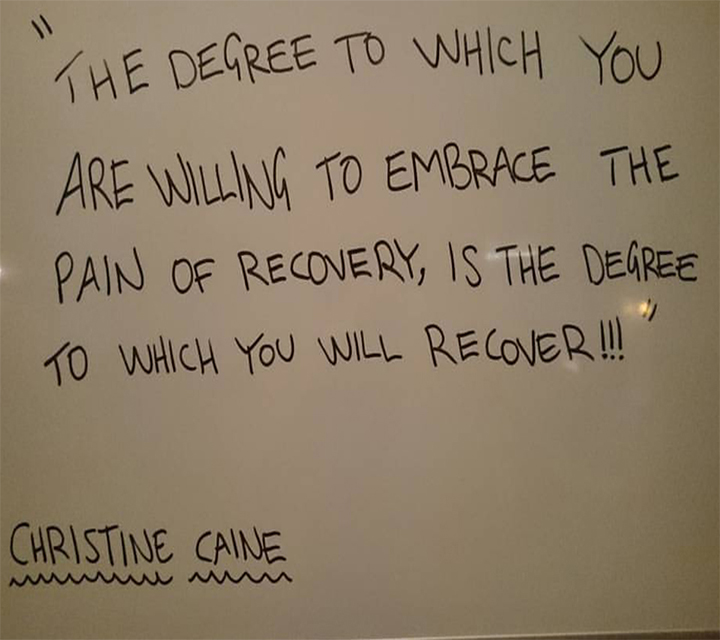 "THE DEGREE TO WHICH YOU
ARE WILLING TO EMBRACE THE
PAIN OF RECOVERY, IS THE DEGREE
TO WHICH YOU WILL RECOVER!!!"
CHRISTINE CAINE